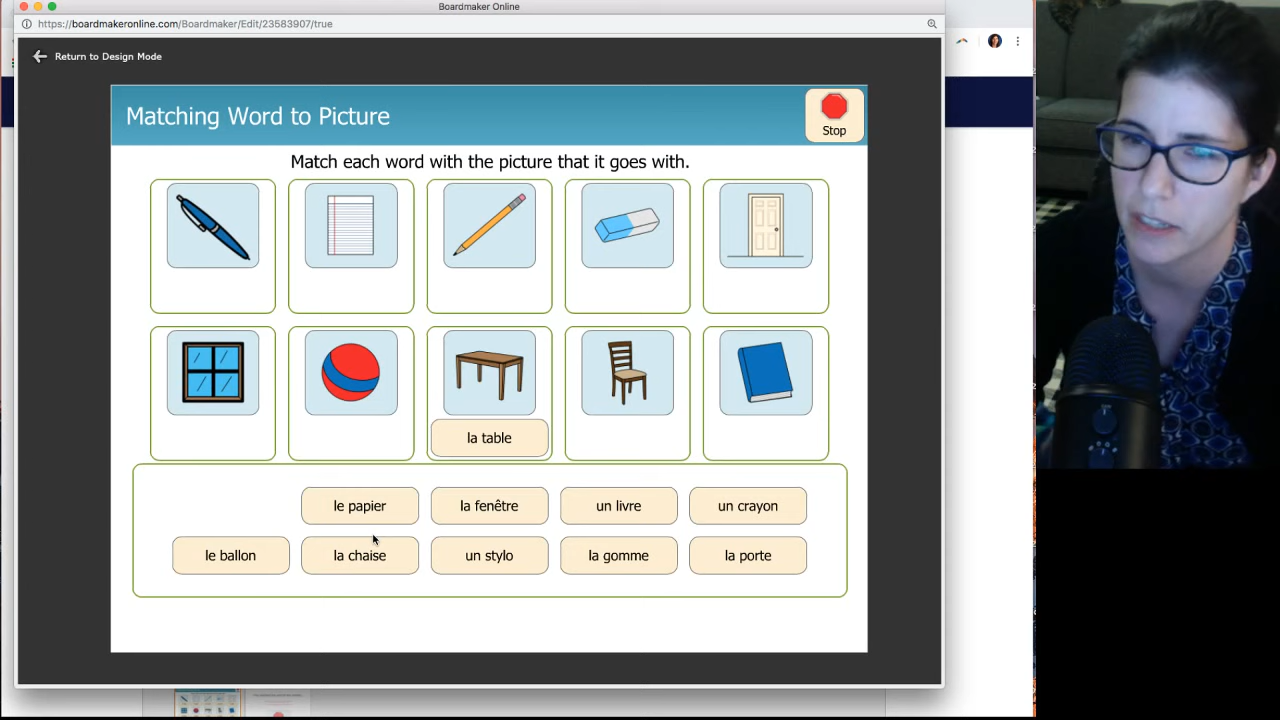 Boardmaker Online
https://boardmakeronline.com/Boardmaker/Edit/23583907/true
Return to Design Mode
Matching Word to Picture
Stop
Match each word with the picture that it goes with.
la table
le papier
la fenêtre
un livre
un crayon
le ballon
la chaise
un stylo
la gomme
la porte